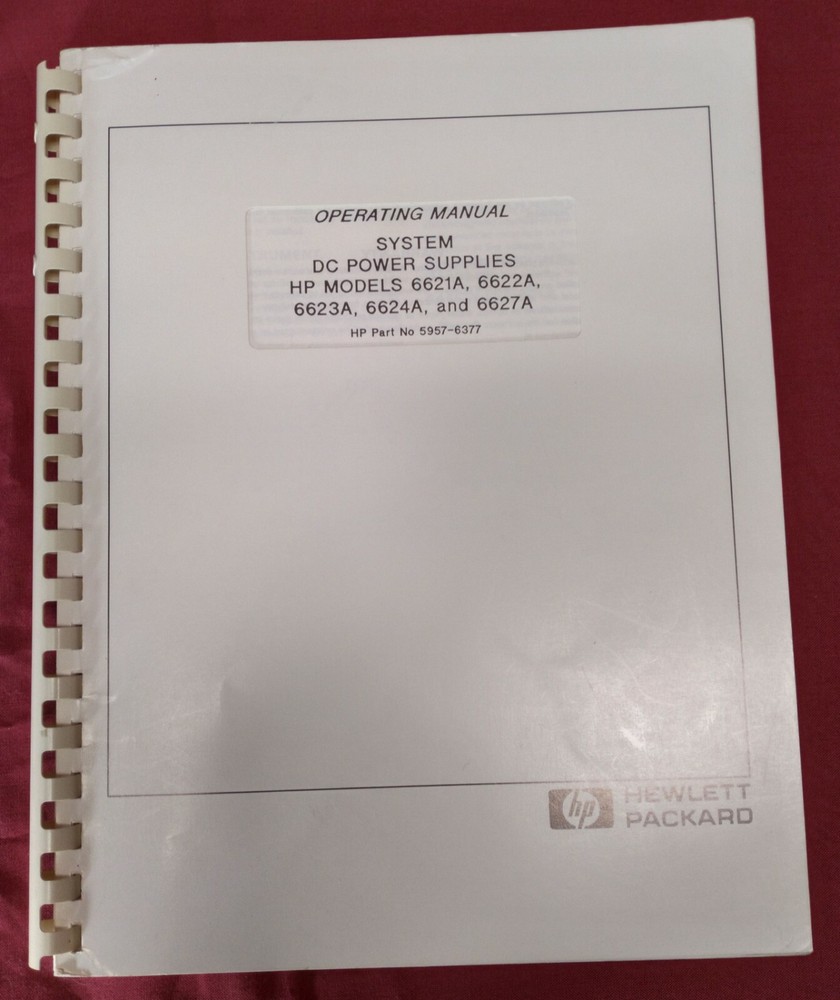 OPERATING MANUAL
SYSTEM
DC POWER SUPPLIES
HP MODELS 6621A, 6622A,
6623A, 6624A, and 6627A
HP Part No 5957-6377
hp HEWLETT
PACKARD